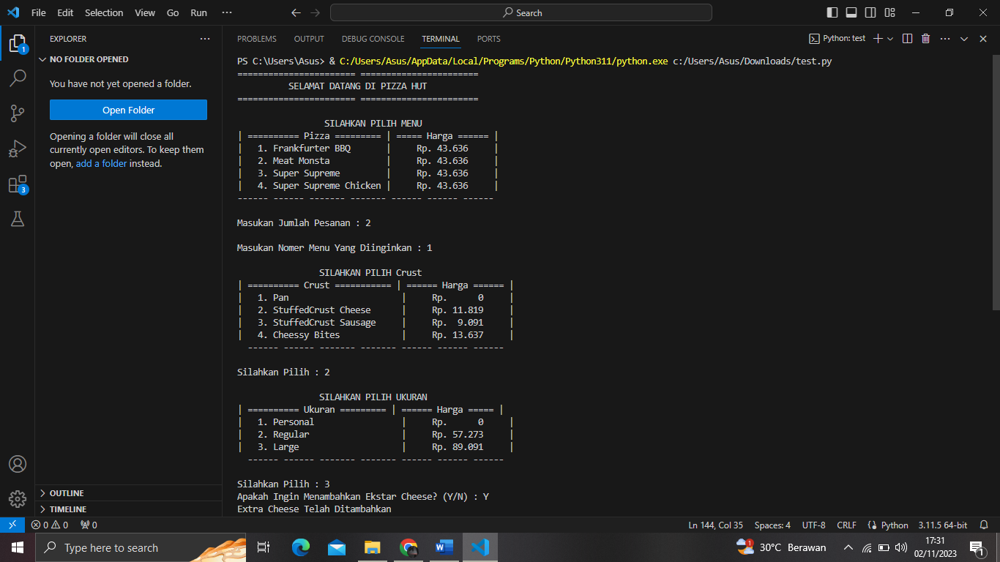 File Edit Selection View Go Run ···
Search
EXPLORER ···
NO FOLDER OPENED
You have not yet opened a folder.
Open Folder
Opening a folder will close all
currently open editors. To keep them
open, add a folder instead.
OUTLINE
TIMELINE
1
3
PROBLEMS OUTPUT DEBUG CONSOLE TERMINAL PORTS
Python: test
PS C:\Users\Asus> & C:/Users/Asus/AppData/Local/Programs/Python/Python311/python.exe c:/Users/Asus/Downloads/test.py
======================= =======================
SELAMAT DATANG DI PIZZA HUT
======================= =======================
SILAHKAN PILIH MENU
| ========== Pizza ========= | ===== Harga ====== |
| 1. Frankfurter BBQ | Rp. 43.636 |
| 2. Meat Monsta | Rp. 43.636 |
| 3. Super Supreme | Rp. 43.636 |
| 4. Super Supreme Chicken | Rp. 43.636 |
------ ------ ------- ------- ------ ------ ------
Masukan Jumlah Pesanan : 2
Masukan Nomer Menu Yang Diinginkan : 1
SILAHKAN PILIH Crust
| ========== Crust =========== | ====== Harga ====== |
| 1. Pan | Rp. 0 |
| 2. StuffedCrust Cheese | Rp. 11.819 |
| 3. StuffedCrust Sausage | Rp. 9.091 |
| 4. Cheessy Bites | Rp. 13.637 |
------ ------ ------- ------- ------ ------ ------
Silahkan Pilih : 2
SILAHKAN PILIH UKURAN
| ========== Ukuran ========= | ====== Harga ===== |
| 1. Personal | Rp. 0 |
| 2. Regular | Rp. 57.273 |
| 3. Large | Rp. 89.091 |
------ ------ ------- ------- ------ ------ ------
Silahkan Pilih : 3
Apakah Ingin Menambahkan Ekstar Cheese? (Y/N) : Y
Extra Cheese Telah Ditambahkan
0 0 0 Ln 144, Col 35 Spaces: 4 UTF-8 CRLF Python 3.11.5 64-bit
Type here to search
1 30°C Berawan
17:31
02/11/2023
1